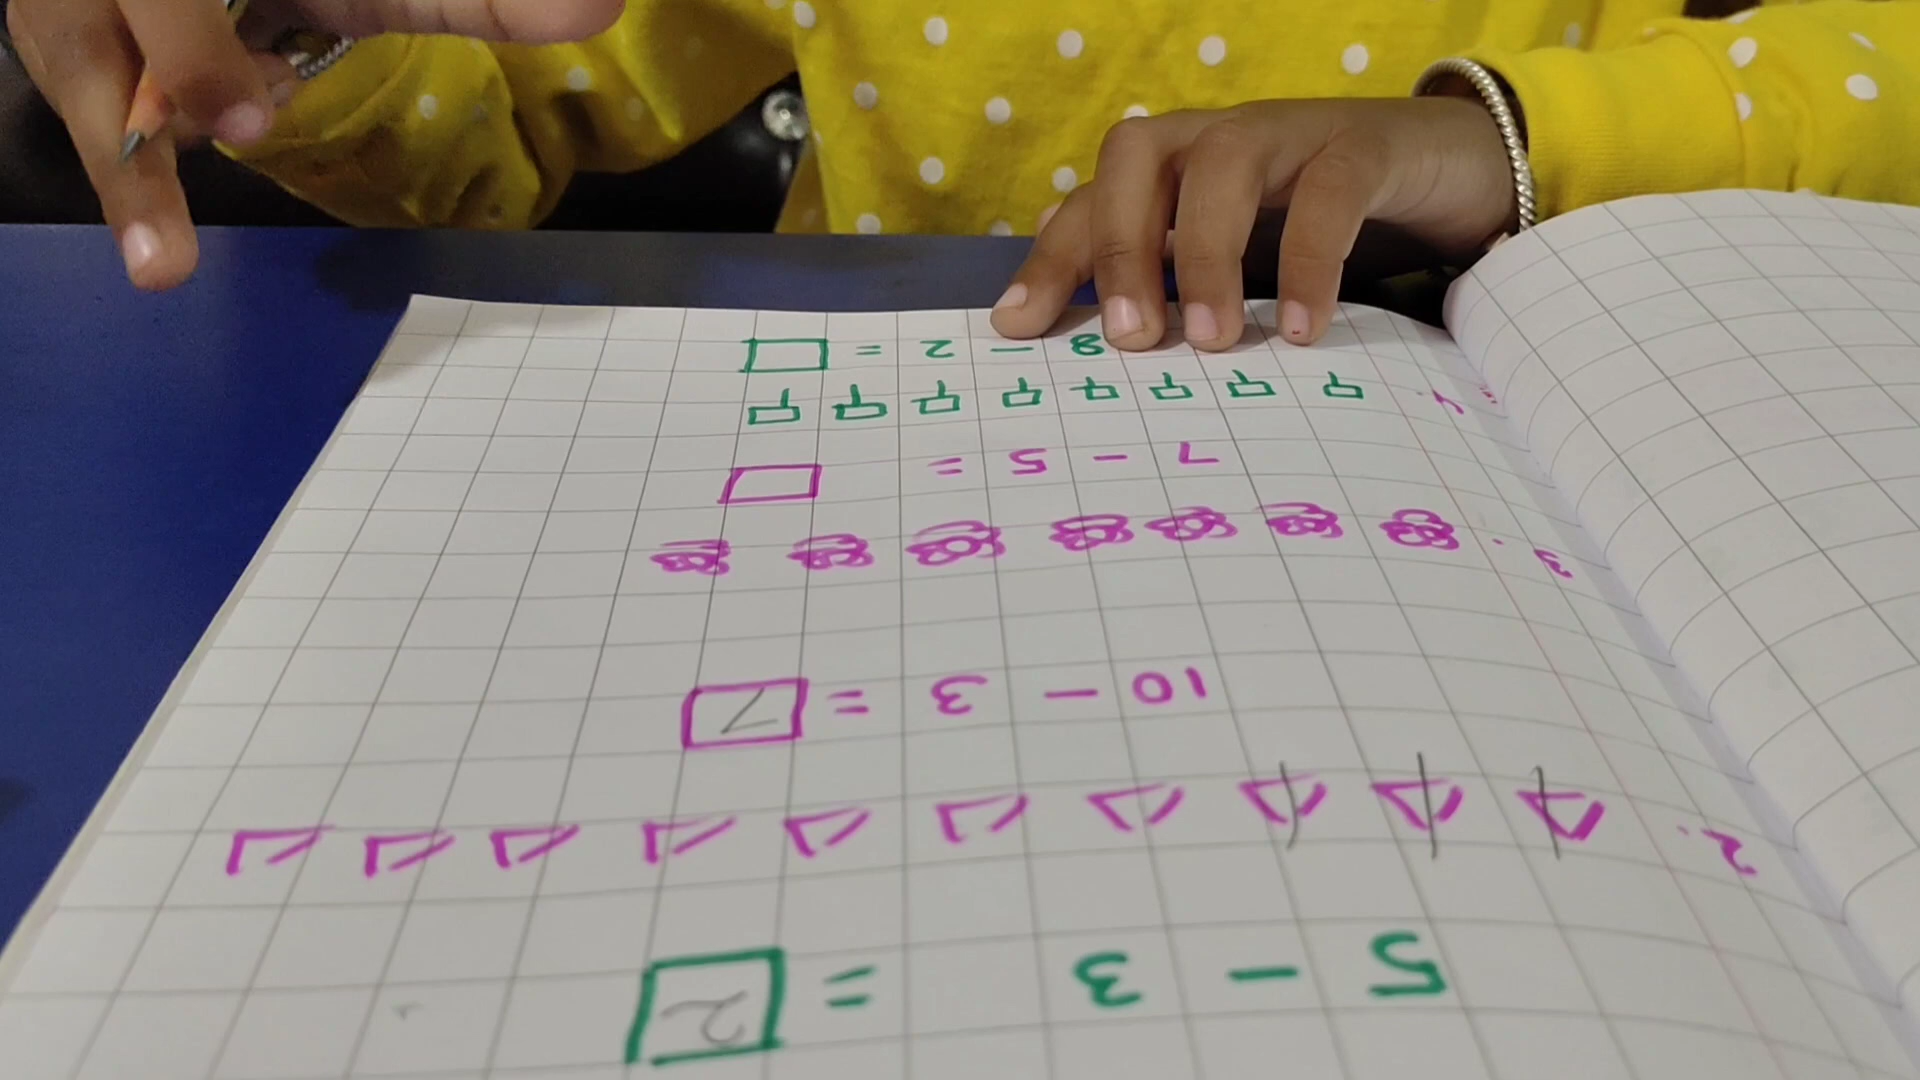 5 - 3 = 2
2.
10 - 3 = 7
3.
7 - 5 =
4.
8 - 2 =